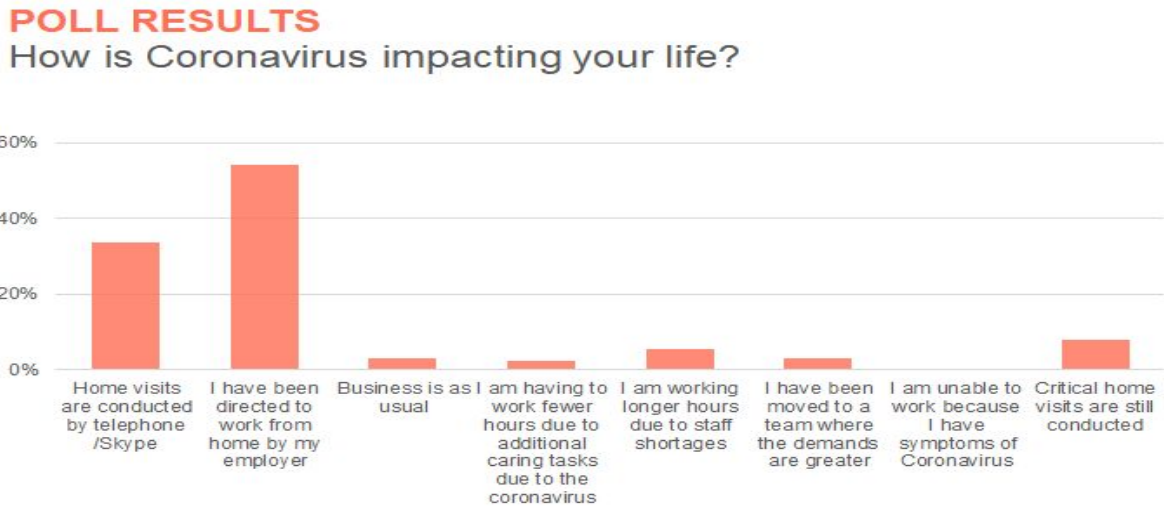 POLL RESULTS
How is Coronavirus impacting your life?
60%
40%
20%
0%
Home visits
are conducted
by telephone
/Skype
I have been
directed to
work from
home by my
employer
Business is as
usual
I am having to
work fewer
hours due to
additional
caring tasks
due to the
coronavirus
I am working
longer hours
due to staff
shortages
I have been
moved to a
team where
the demands
are greater
I am unable to
work because
I have
symptoms of
Coronavirus
Critical home
visits are still
conducted